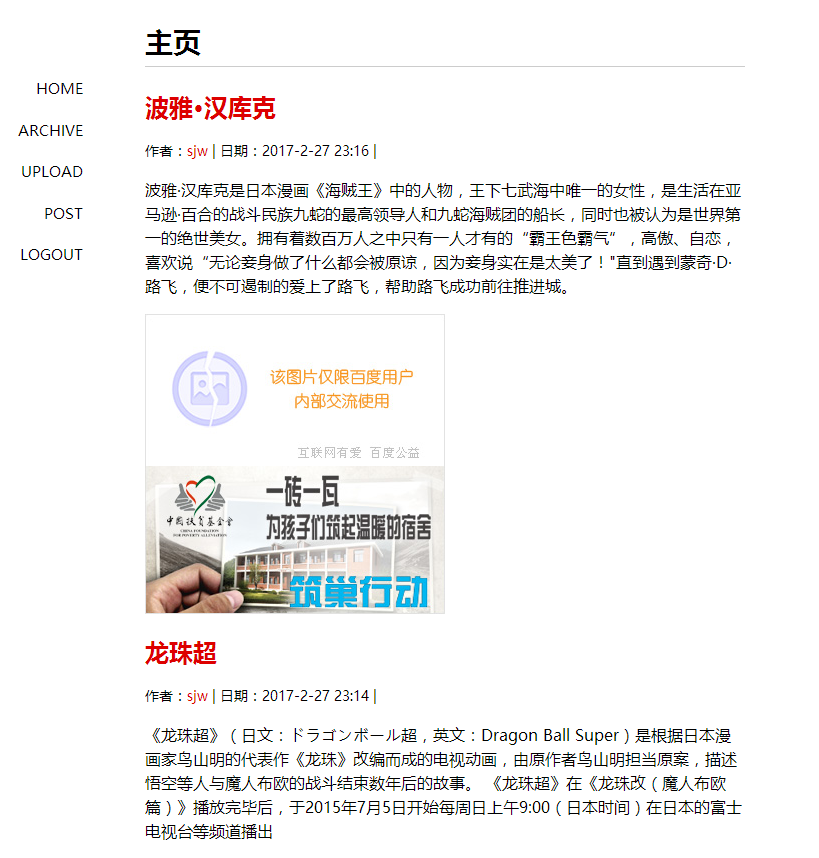 主页
HOME
ARCHIVE
UPLOAD
POST
LOGOUT
波雅·汉库克
作者：sjw | 日期：2017-2-27 23:16 |
波雅·汉库克是日本漫画《海贼王》中的人物，王下七武海中唯一的女性，是生活在亚
马逊·百合的战斗民族九蛇的最高领导人和九蛇海贼团的船长，同时也被认为是世界第
一的绝世美女。拥有着数百万人之中只有一人才有的“霸王色霸气”，高傲、自恋，
喜欢说“无论妾身做了什么都会被原谅，因为妾身实在是太美了！"直到遇到蒙奇·D·
路飞，便不可遏制的爱上了路飞，帮助路飞成功前往推进城。
该图片仅限百度用户
内部交流使用
互联网有爱 百度公益
一砖一瓦
为孩子们筑起温暖的宿舍
中国扶贫基金会
CHINA FOUNDATION
FOR POVERTY ALLEVIATION
筑巢行动
龙珠超
作者：sjw | 日期：2017-2-27 23:14 |
《龙珠超》（日文：ドラゴンボール超，英文：Dragon Ball Super）是根据日本漫
画家鸟山明的代表作《龙珠》改编而成的电视动画，由原作者鸟山明担当原案，描述
悟空等人与魔人布欧的战斗结束数年后的故事。 《龙珠超》在《龙珠改（魔人布欧
篇）》播放完毕后，于2015年7月5日开始每周日上午9:00（日本时间）在日本的富士
电视台等频道播出